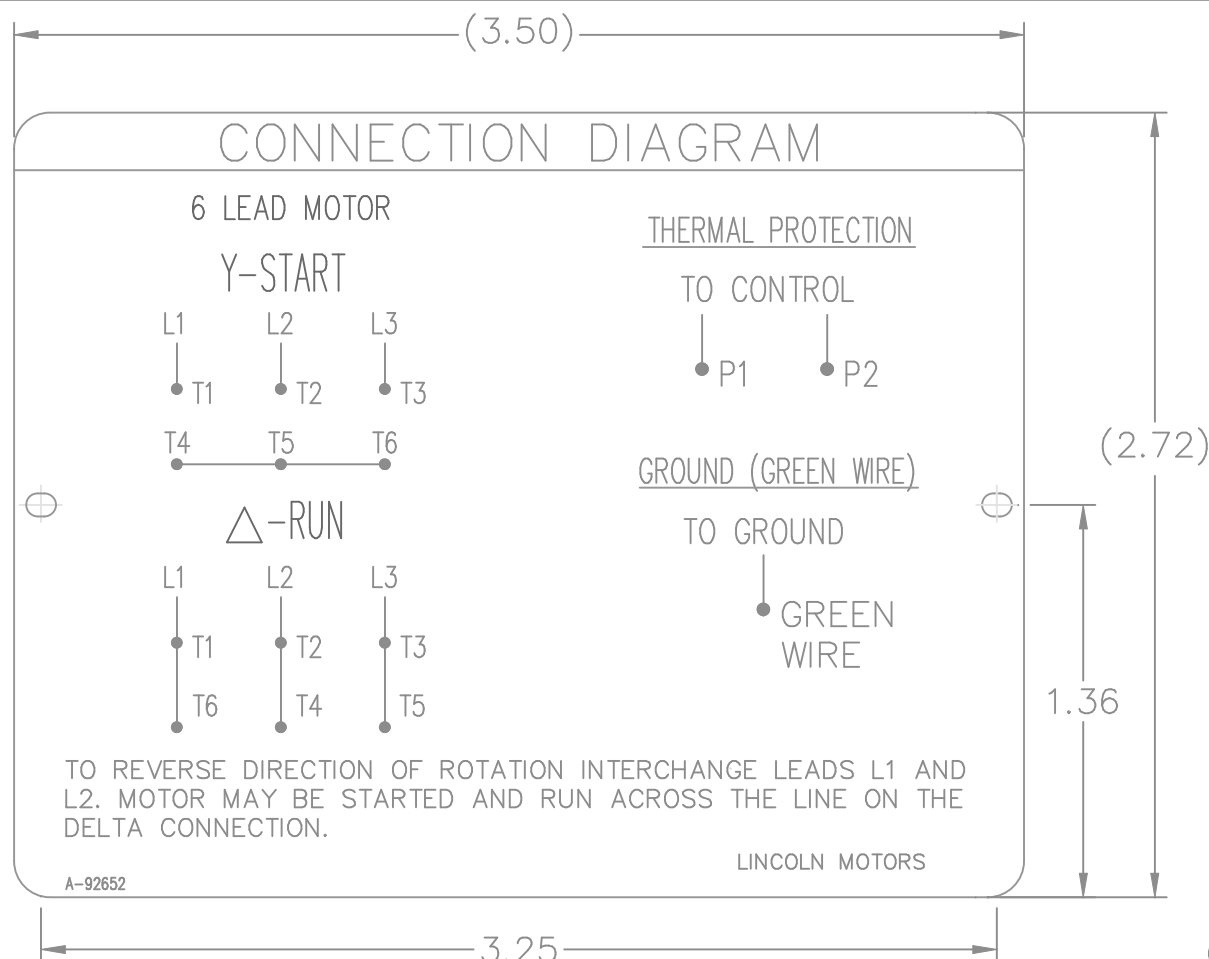 (3.50)
CONNECTION DIAGRAM
6 LEAD MOTOR
Y-START
L1 L2 L3
T1 T2 T3
T4 T5 T6
△-RUN
L1 L2 L3
T1 T2 T3
T6 T4 T5
THERMAL PROTECTION
TO CONTROL
P1 P2
GROUND (GREEN WIRE)
TO GROUND
GREEN
WIRE
(2.72)
1.36
TO REVERSE DIRECTION OF ROTATION INTERCHANGE LEADS L1 AND
L2. MOTOR MAY BE STARTED AND RUN ACROSS THE LINE ON THE
DELTA CONNECTION.
LINCOLN MOTORS
A-92652
3.25